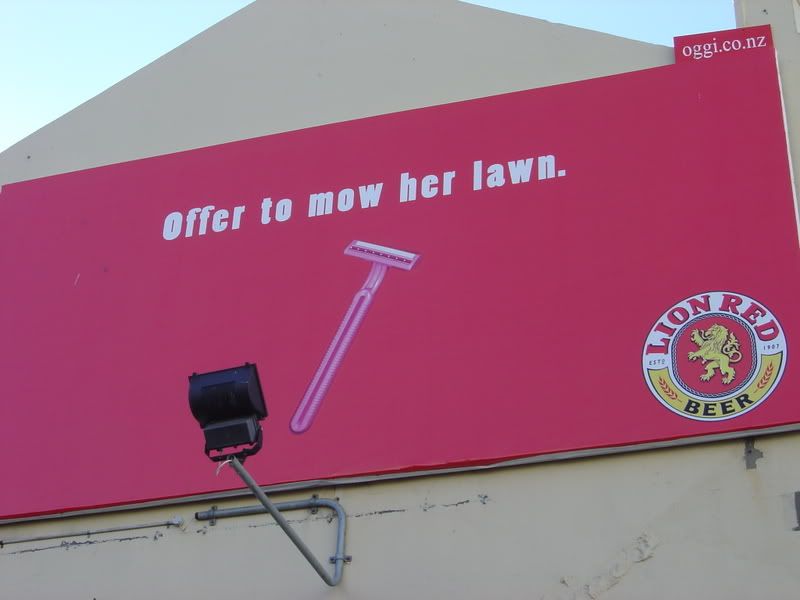 oggi.co.nz
Offer to mow her lawn.
LION RED
ESTD 1907
BEER